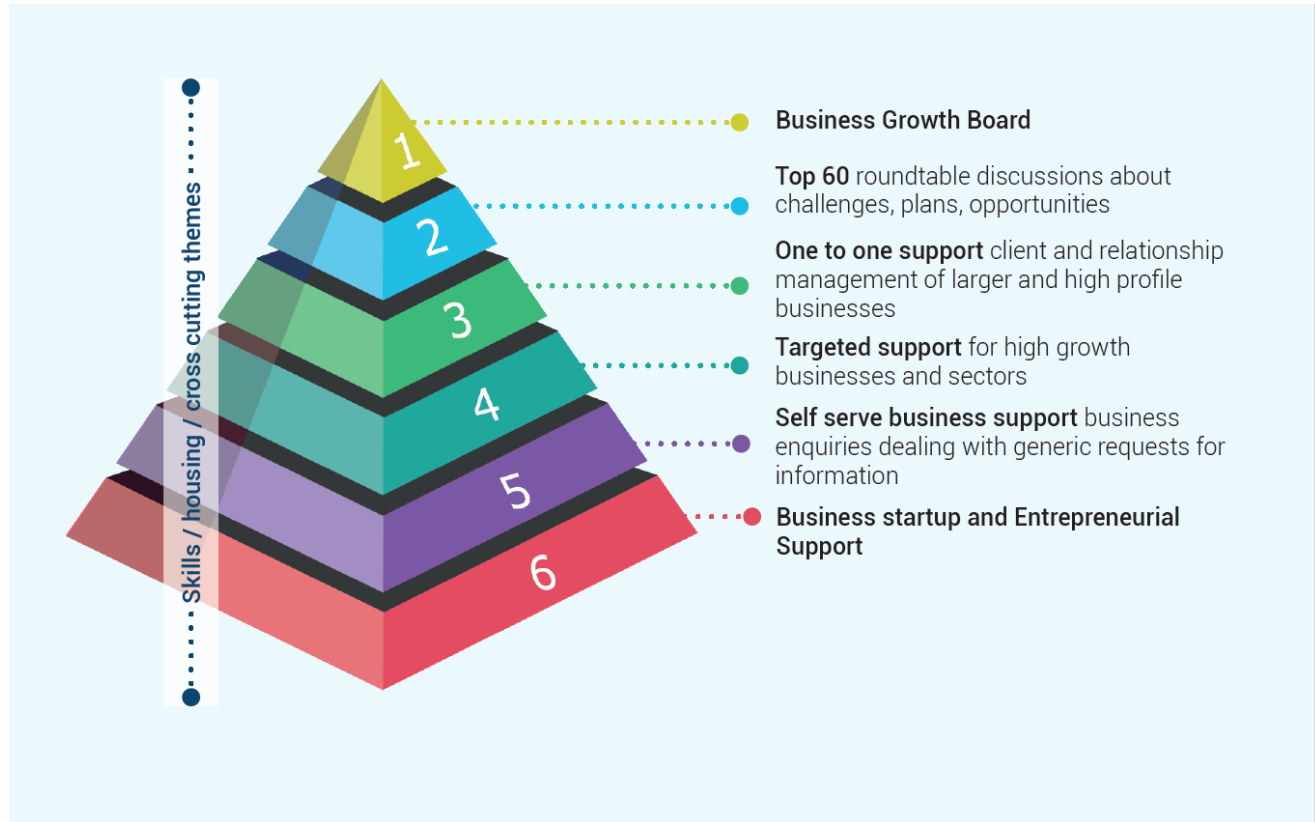 Skills / housing / cross cutting themes
1
Business Growth Board
2
Top 60 roundtable discussions about
challenges, plans, opportunities
3
One to one support client and relationship
management of larger and high profile
businesses
4
Targeted support for high growth
businesses and sectors
5
Self serve business support business
enquiries dealing with generic requests for
information
6
Business startup and Entrepreneurial
Support